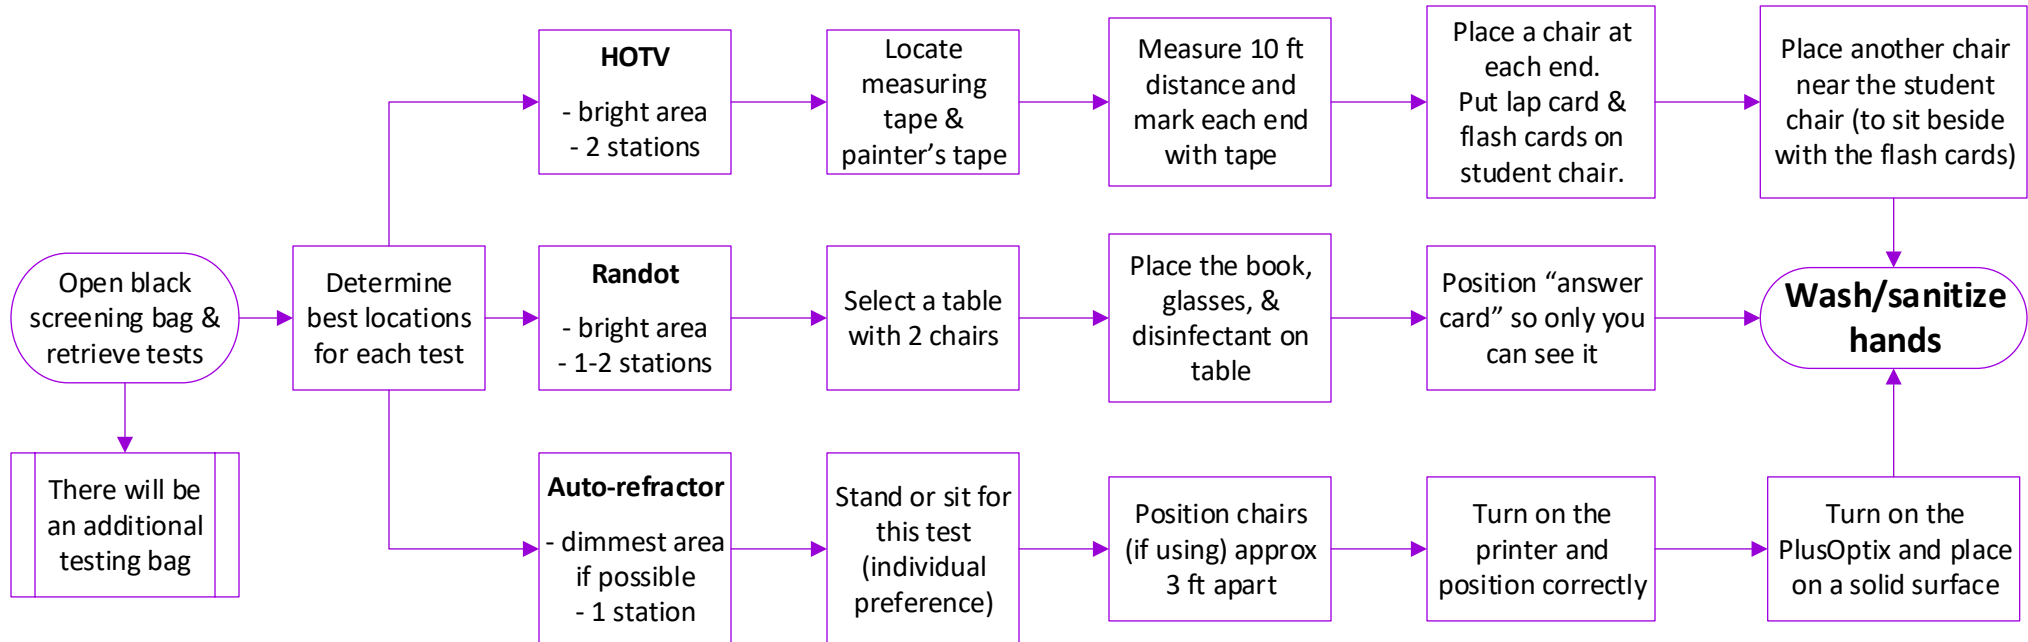 Open black
screening bag &
retrieve tests
There will be
an additional
testing bag
Determine
best locations
for each test
HOTV
- bright area
- 2 stations
Locate
measuring
tape &
painter’s tape
Measure 10 ft
distance and
mark each end
with tape
Place a chair at
each end.
Put lap card &
flash cards on
student chair.
Place another chair
near the student
chair (to sit beside
with the flash cards)
Randot
- bright area
- 1-2 stations
Select a table
with 2 chairs
Place the book,
glasses, &
disinfectant on
table
Position “answer
card” so only you
can see it
Wash/sanitize
hands
Auto-refractor
- dimmest area
if possible
- 1 station
Stand or sit for
this test
(individual
preference)
Position chairs
(if using) approx
3 ft apart
Turn on the
printer and
position correctly
Turn on the
PlusOptix and place
on a solid surface